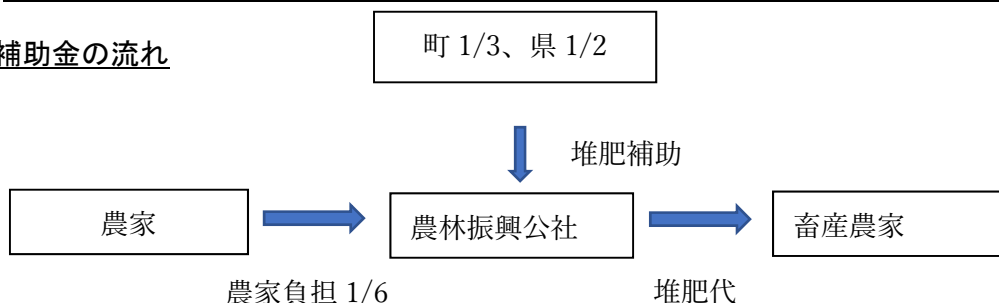 補助金の流れ
町 1/3、県 1/2
堆肥補助
農家
農林振興公社
畜産農家
農家負担 1/6
堆肥代